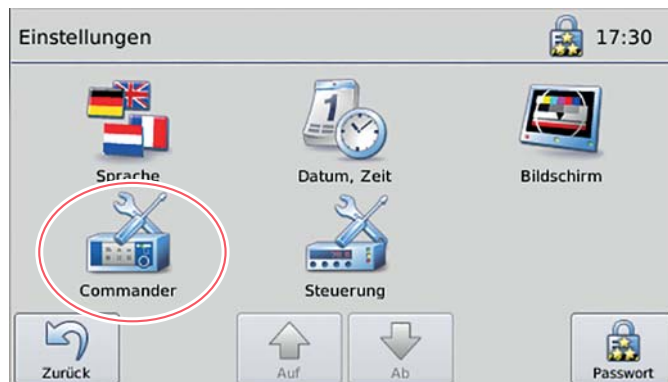 Einstellungen 17:30
Sprache Datum, Zeit Bildschirm
Commander Steuerung
Zurück Auf Ab Passwort